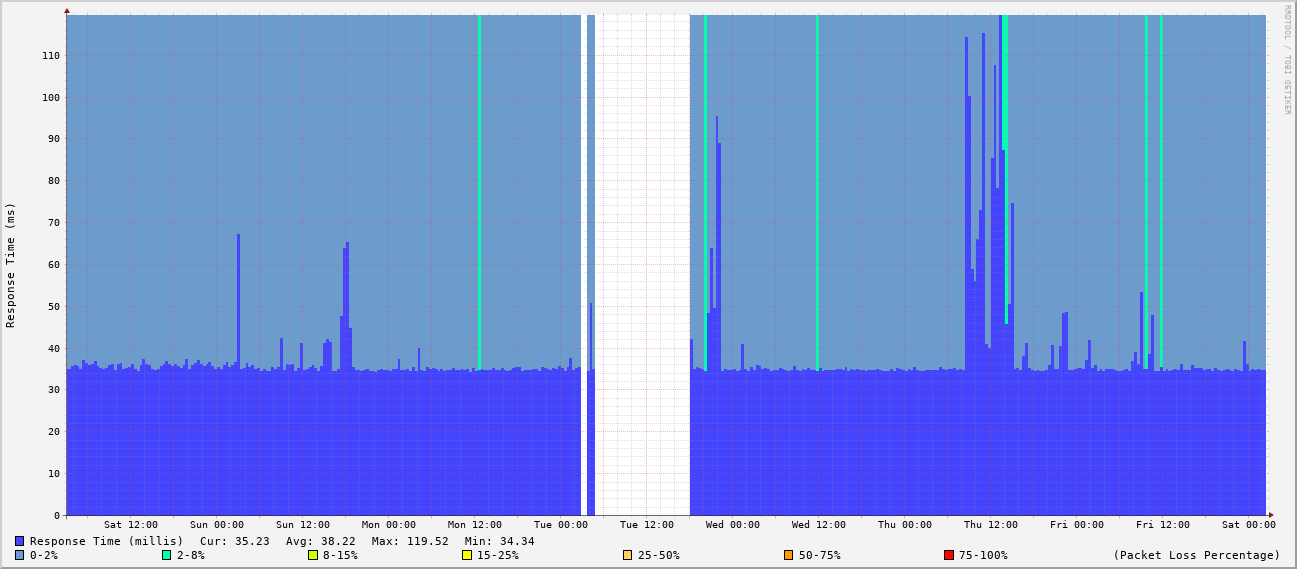 RRDTOOL / TOBI OETIKER
Response Time (ms)
110
100
90
80
70
60
50
40
30
20
10
0
Sat 12:00 Sun 00:00 Sun 12:00 Mon 00:00 Mon 12:00 Tue 00:00 Tue 12:00 Wed 00:00 Wed 12:00 Thu 00:00 Thu 12:00 Fri 00:00 Fri 12:00 Sat 00:00
Response Time (millis) Cur: 35.23 Avg: 38.22 Max: 119.52 Min: 34.34
0-2% 2-8% 8-15% 15-25% 25-50% 50-75% 75-100% (Packet Loss Percentage)